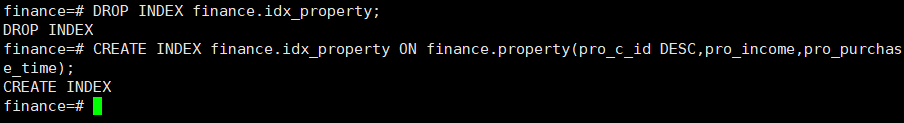 finance=# DROP INDEX finance.idx_property;
DROP INDEX
finance=# CREATE INDEX finance.idx_property ON finance.property(pro_c_id DESC,pro_income,pro_purchas
e_time);
CREATE INDEX
finance=#